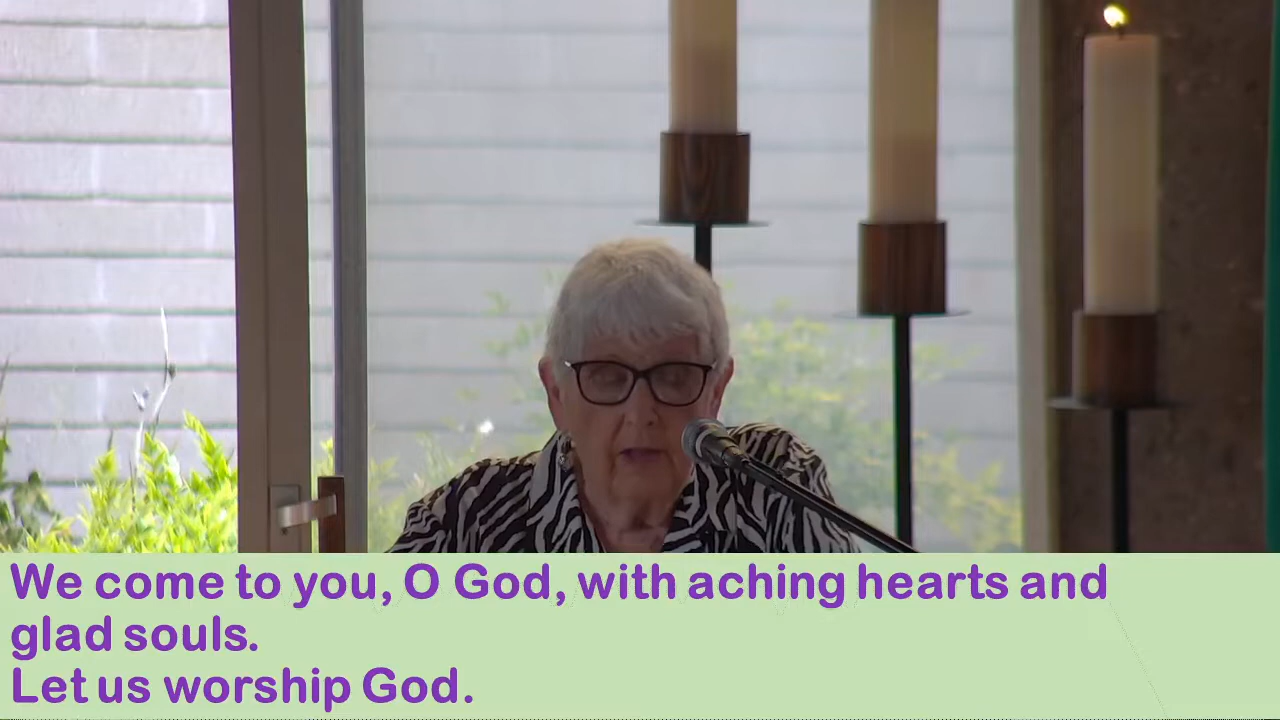 We come to you, O God, with aching hearts and
glad souls.
Let us worship God.